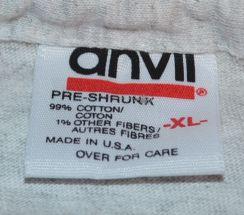 anvil®
PRE-SHRUNK
99% COTTON/
COTON
1% OTHER FIBERS/
AUTRES FIBRES
-XL-
MADE IN U.S.A.
OVER FOR CARE